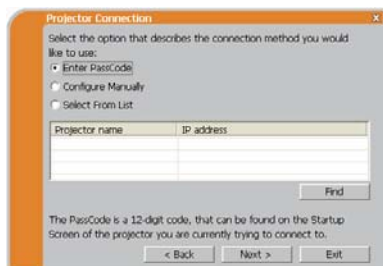 Projector Connection
Select the option that describes the connection method you would
like to use:
Enter PassCode
Configure Manually
Select From List
Projector name IP address
Find
The PassCode is a 12-digit code, that can be found on the Startup
Screen of the projector you are currently trying to connect to.
< Back Next > Exit